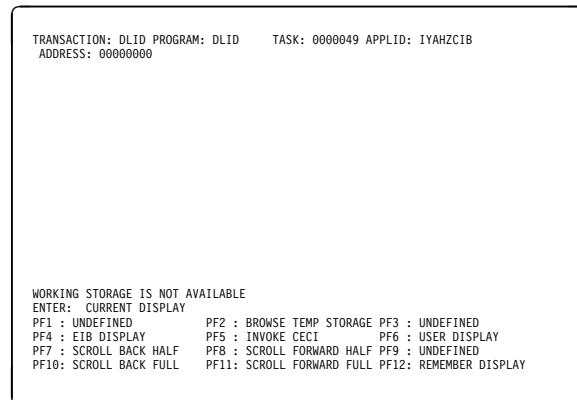 TRANSACTION: DLID PROGRAM: DLID TASK: 0000049 APPLID: IYAHZCIB
ADDRESS: 00000000
WORKING STORAGE IS NOT AVAILABLE
ENTER: CURRENT DISPLAY
PF1 : UNDEFINED PF2 : BROWSE TEMP STORAGE PF3 : UNDEFINED
PF4 : EIB DISPLAY PF5 : INVOKE CECI PF6 : USER DISPLAY
PF7 : SCROLL BACK HALF PF8 : SCROLL FORWARD HALF PF9 : UNDEFINED
PF10: SCROLL BACK FULL PF11: SCROLL FORWARD FULL PF12: REMEMBER DISPLAY